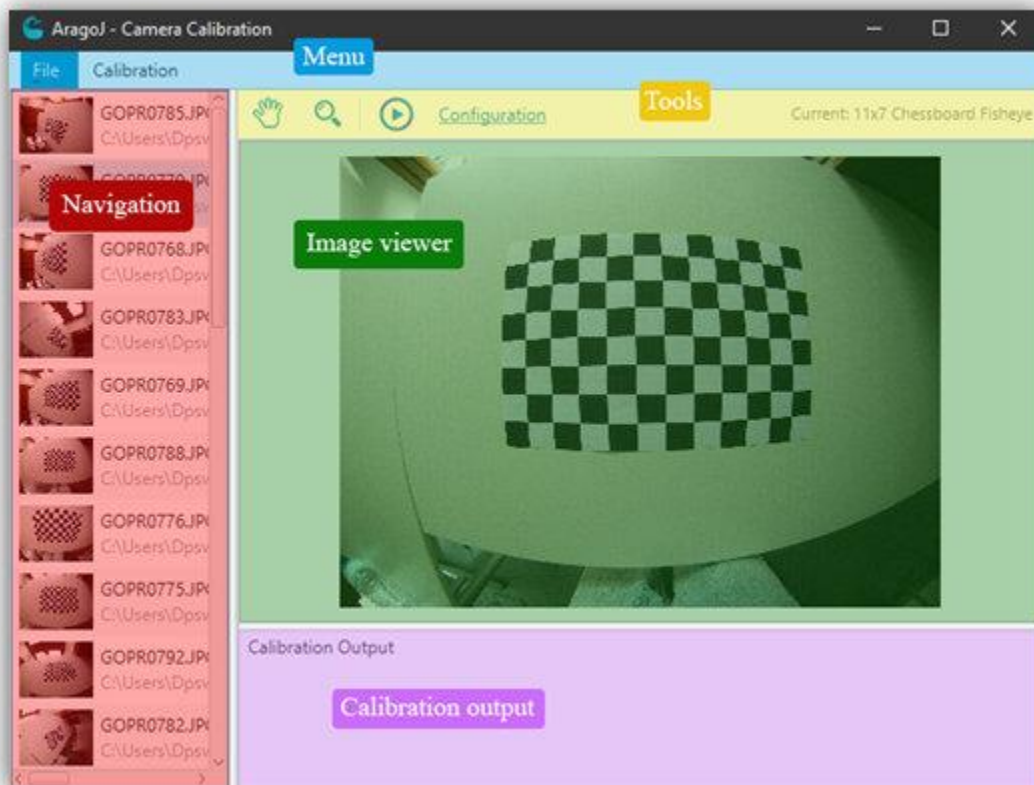 AragoJ - Camera Calibration
Menu
File Calibration
Tools
Configuration
Current: 11x7 Chessboard Fisheye
GOPR0785.JP
C:\Users\Dpsv
Navigation
Image viewer
GOPR0768.JP
C:\Users\Dpsv
GOPR0783.JP
C:\Users\Dpsv
GOPR0769.JP
C:\Users\Dpsv
GOPR0788.JP
C:\Users\Dpsv
GOPR0776.JP
C:\Users\Dpsv
GOPR0775.JP
C:\Users\Dpsv
GOPR0792.JP
C:\Users\Dpsv
GOPR0782.JP
C:\Users\Dpsv
Calibration Output
Calibration output